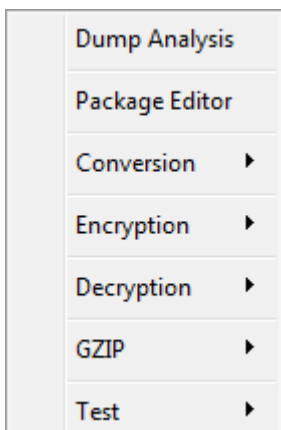 Dump Analysis
Package Editor
Conversion
Encryption
Decryption
GZIP
Test